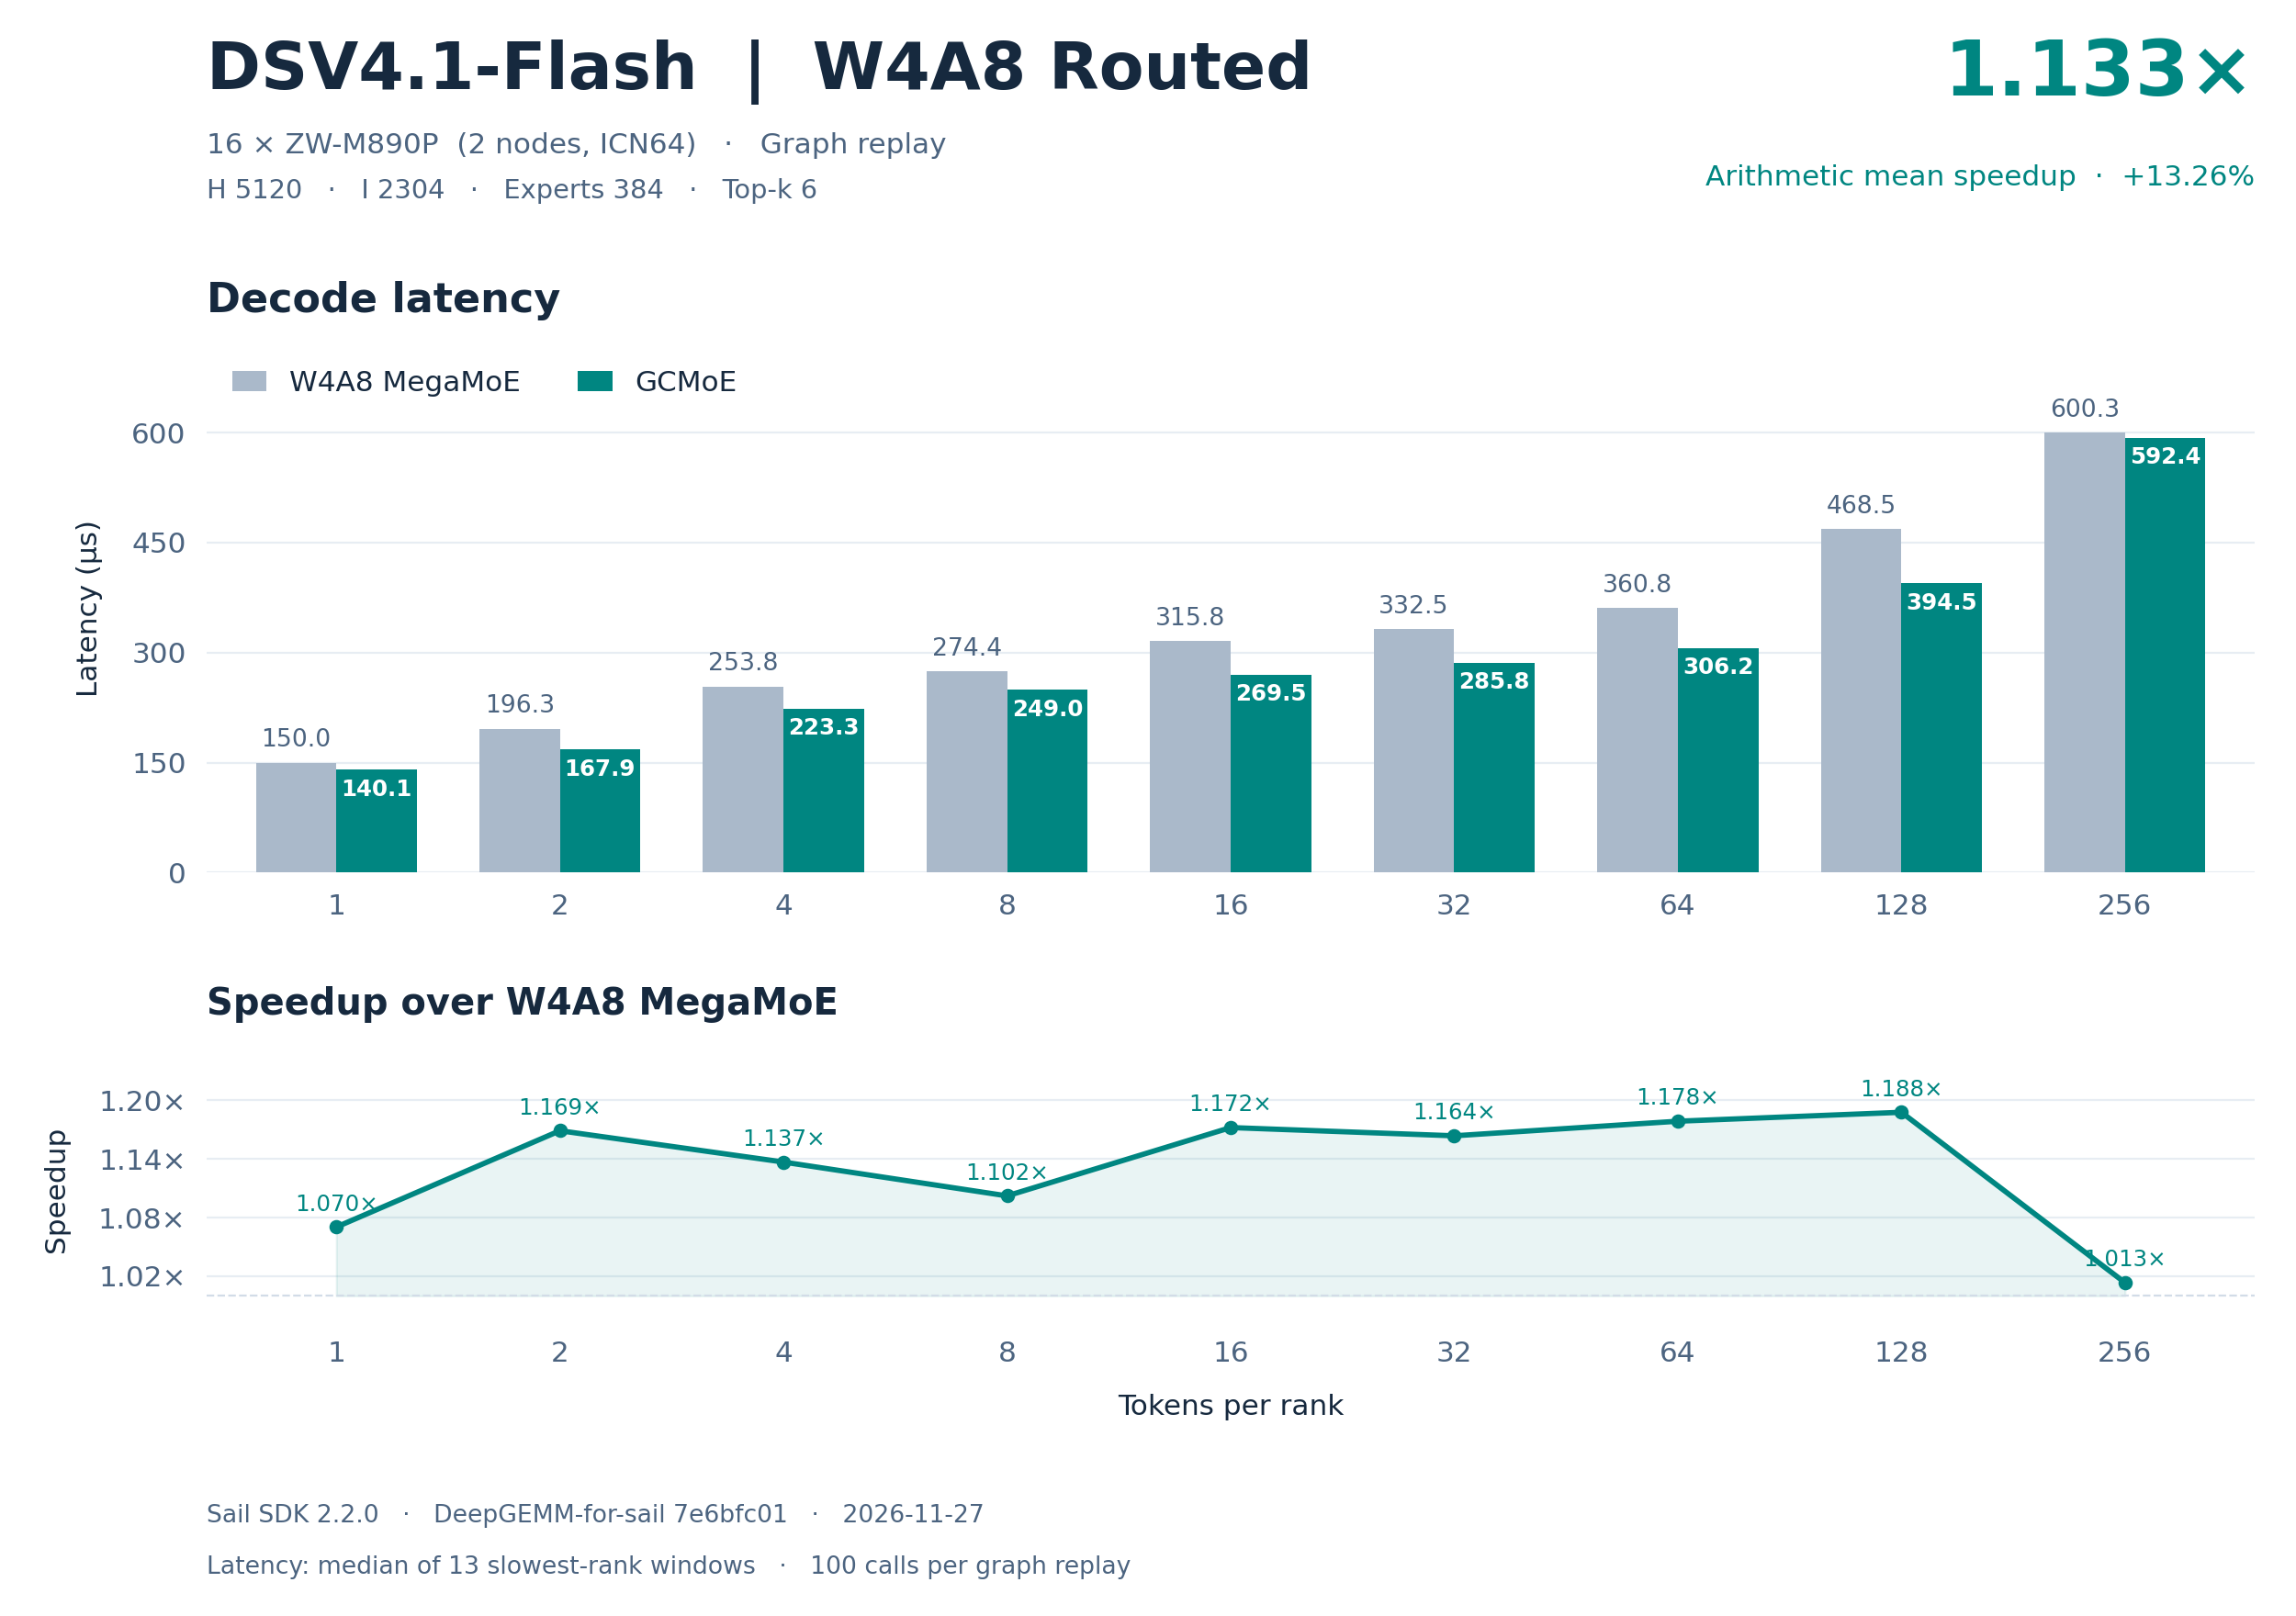 DSV4.1-Flash | W4A8 Routed
1.133×
16 × ZW-M890P (2 nodes, ICN64) · Graph replay
H 5120 · I 2304 · Experts 384 · Top-k 6
Arithmetic mean speedup · +13.26%
Decode latency
W4A8 MegaMoE
GCMoE
Latency (µs)
600
450
300
150
0
150.0
140.1
196.3
167.9
253.8
223.3
274.4
249.0
315.8
269.5
332.5
285.8
360.8
306.2
468.5
394.5
600.3
592.4
1 2 4 8 16 32 64 128 256
Speedup over W4A8 MegaMoE
Speedup
1.20×
1.14×
1.08×
1.02×
1.070×
1.169×
1.137×
1.102×
1.172×
1.164×
1.178×
1.188×
1.013×
1 2 4 8 16 32 64 128 256
Tokens per rank
Sail SDK 2.2.0 · DeepGEMM-for-sail 7e6bfc01 · 2026-11-27
Latency: median of 13 slowest-rank windows · 100 calls per graph replay